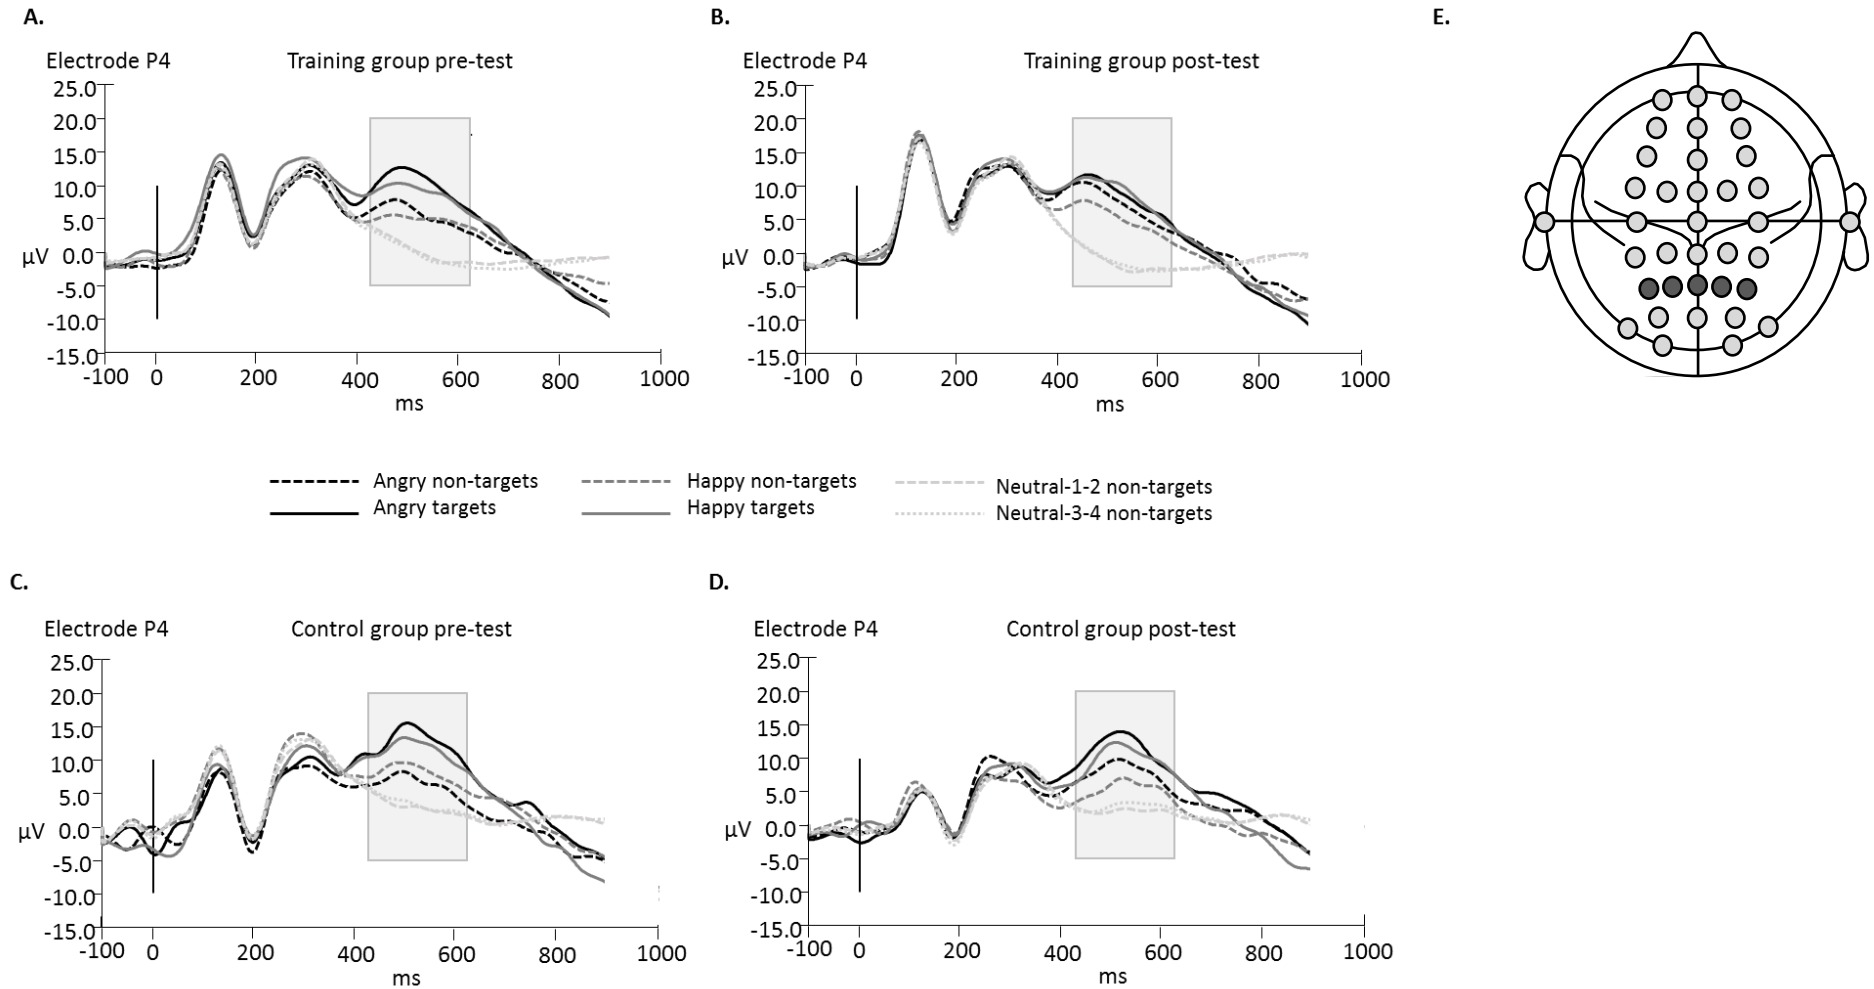 A.
B.
E.
Electrode P4
Training group pre-test
Electrode P4
Training group post-test
25.0
20.0
15.0
10.0
5.0
0.0
-5.0
-10.0
-15.0
µV
-100 0 200 400 600 800 1000
ms
25.0
20.0
15.0
10.0
5.0
0.0
-5.0
-10.0
-15.0
µV
-100 0 200 400 600 800 1000
ms
Angry non-targets
Angry targets
Happy non-targets
Happy targets
Neutral-1-2 non-targets
Neutral-3-4 non-targets
C.
D.
Electrode P4
Control group pre-test
Electrode P4
Control group post-test
25.0
20.0
15.0
10.0
5.0
0.0
-5.0
-10.0
-15.0
µV
-100 0 200 400 600 800 1000
ms
25.0
20.0
15.0
10.0
5.0
0.0
-5.0
-10.0
-15.0
µV
-100 0 200 400 600 800 1000
ms